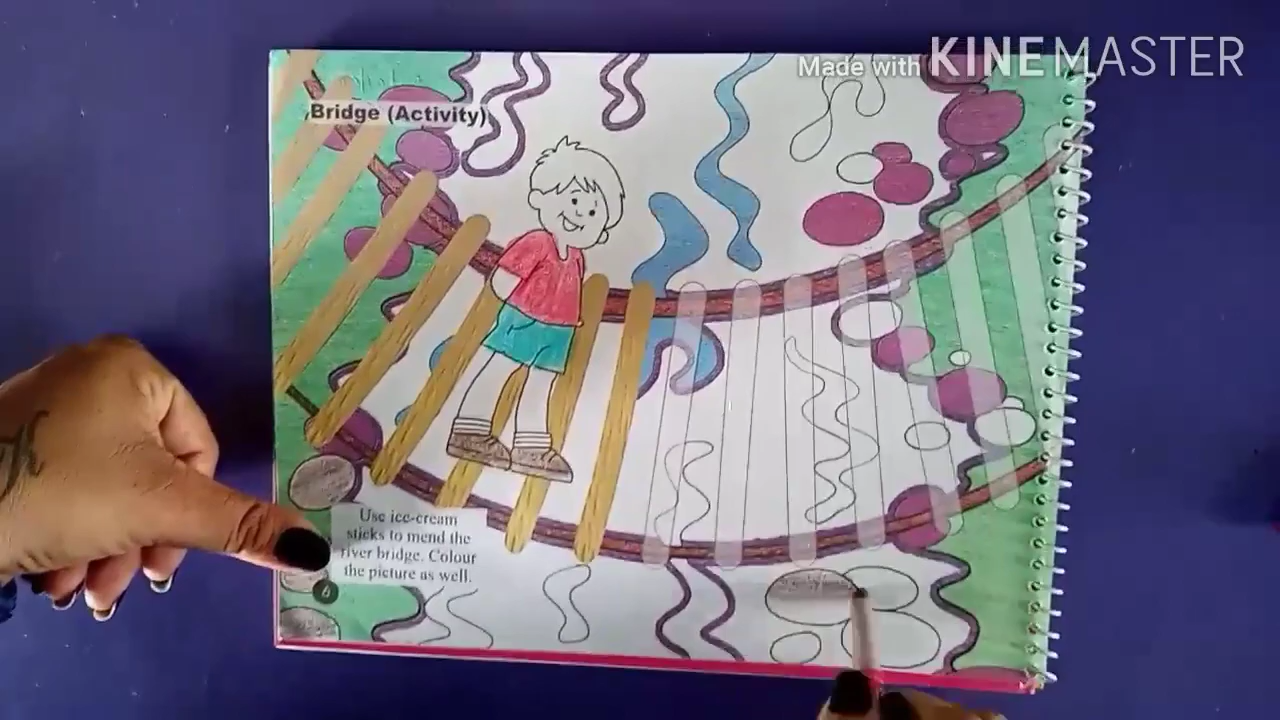 Made with KINEMASTER
Bridge (Activity)
Use ice-cream
sticks to mend the
river bridge. Colour
the picture as well.
6